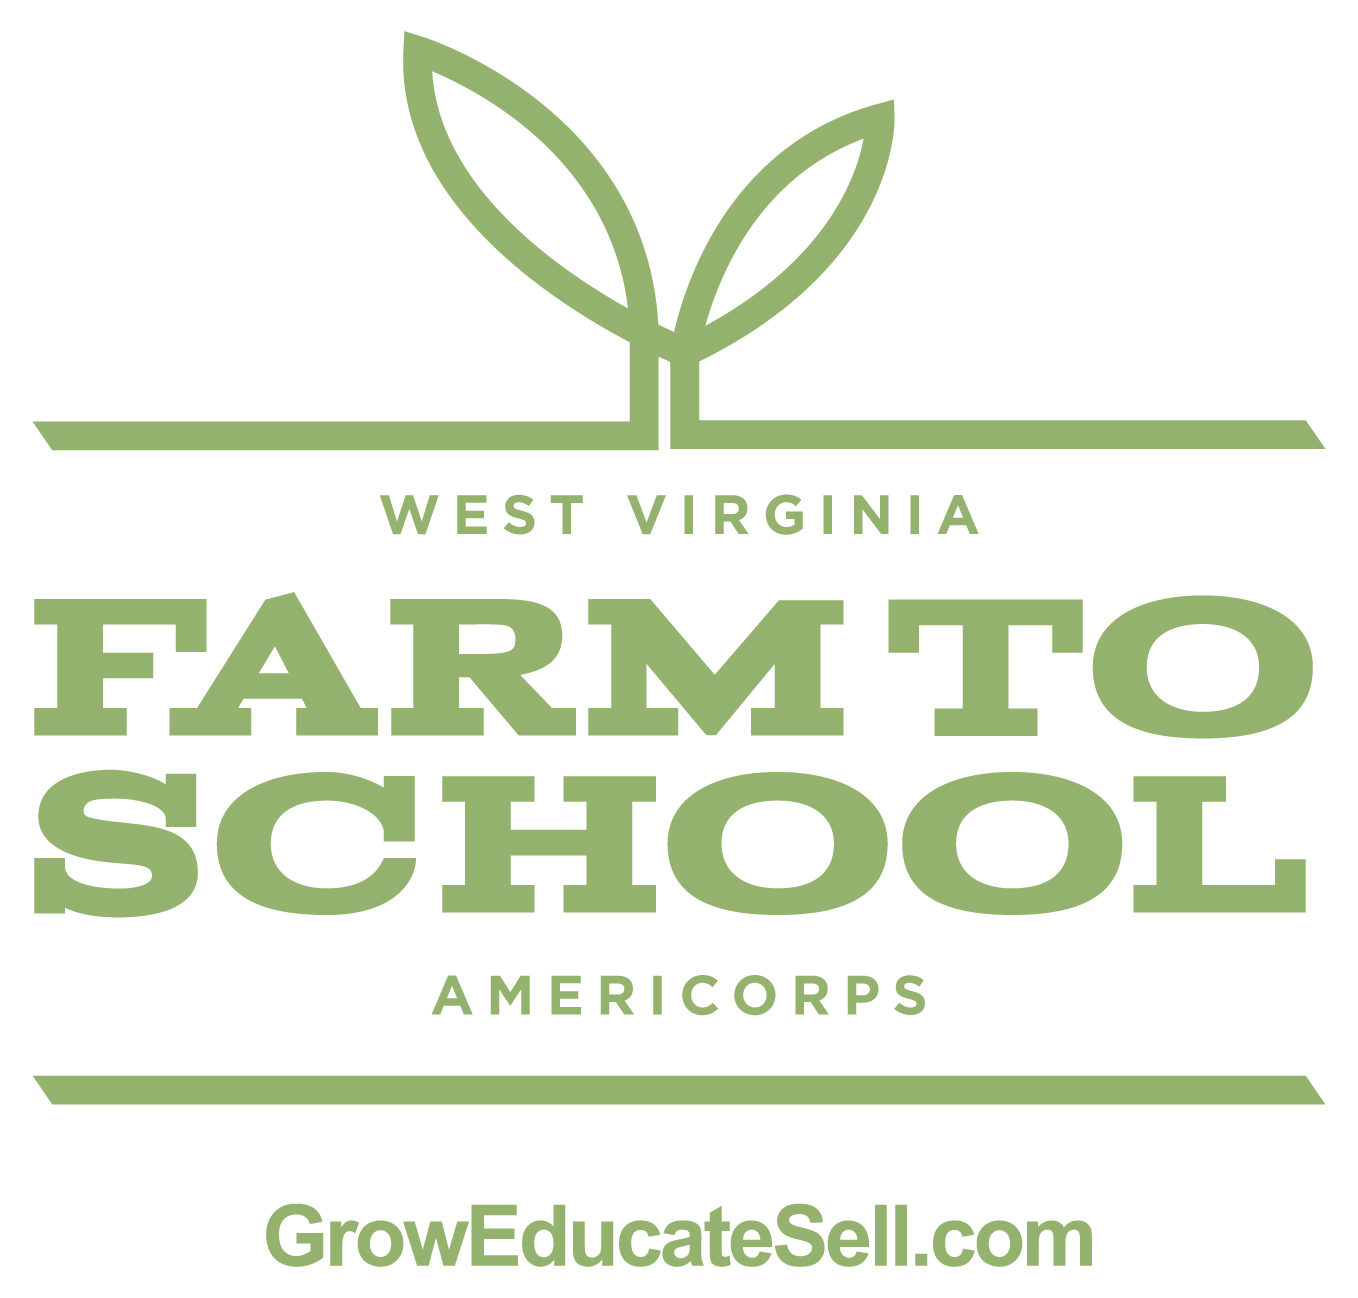 WEST VIRGINIA
FARM TO
SCHOOL
AMERICORPS
GrowEducateSell.com